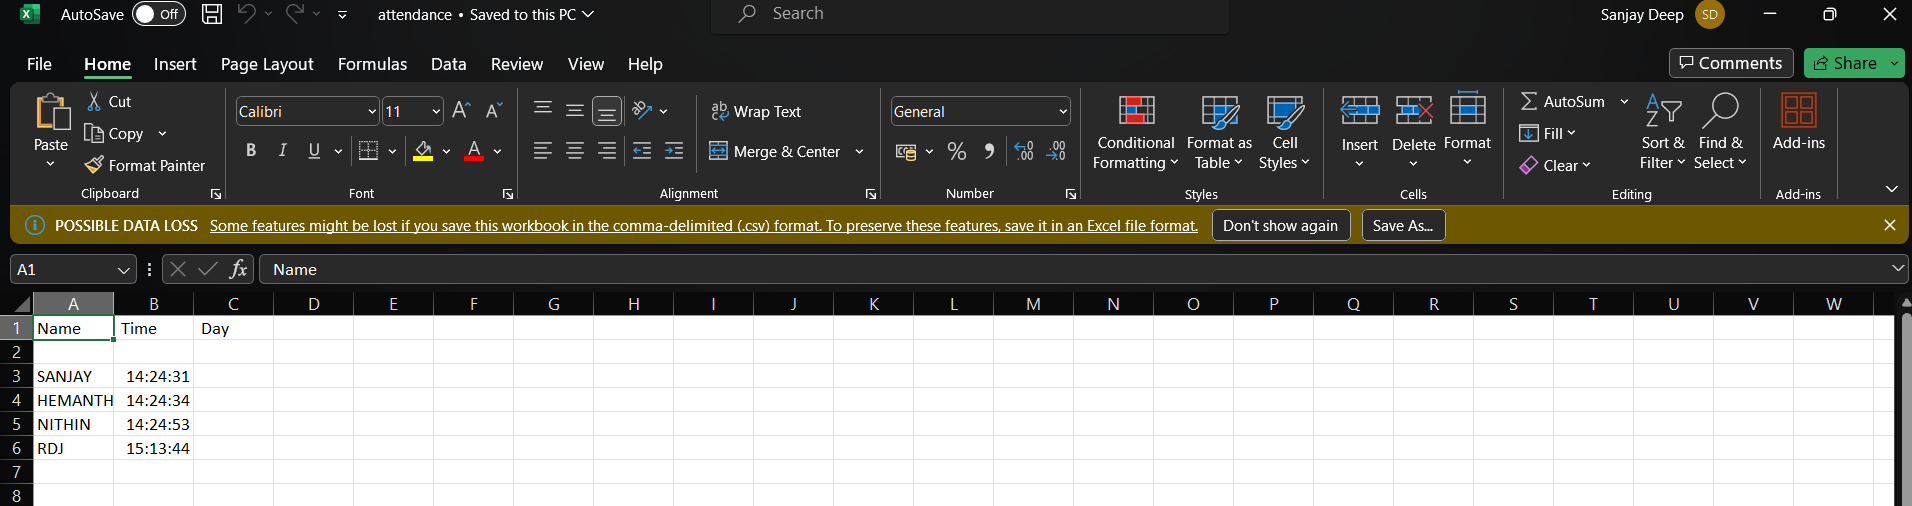 AutoSave Off attendance • Saved to this PC Search Sanjay Deep SD
File Home Insert Page Layout Formulas Data Review View Help Comments Share
Paste Cut Copy Format Painter Clipboard
Calibri 11 B I U A Font
ab Wrap Text Merge & Center Alignment
General % Number
Conditional Formatting Format as Table Cell Styles Styles
Insert Delete Format Cells
AutoSum Fill Clear Sort & Filter Find & Select Editing
Add-ins Add-ins
POSSIBLE DATA LOSS Some features might be lost if you save this workbook in the comma-delimited (.csv) format. To preserve these features, save it in an Excel file format. Don't show again Save As...
A1 fx Name
A B C D E F G H I J K L M N O P Q R S T U V W
1 Name Time Day
2
3 SANJAY 14:24:31
4 HEMANTH 14:24:34
5 NITHIN 14:24:53
6 RDJ 15:13:44
7
8